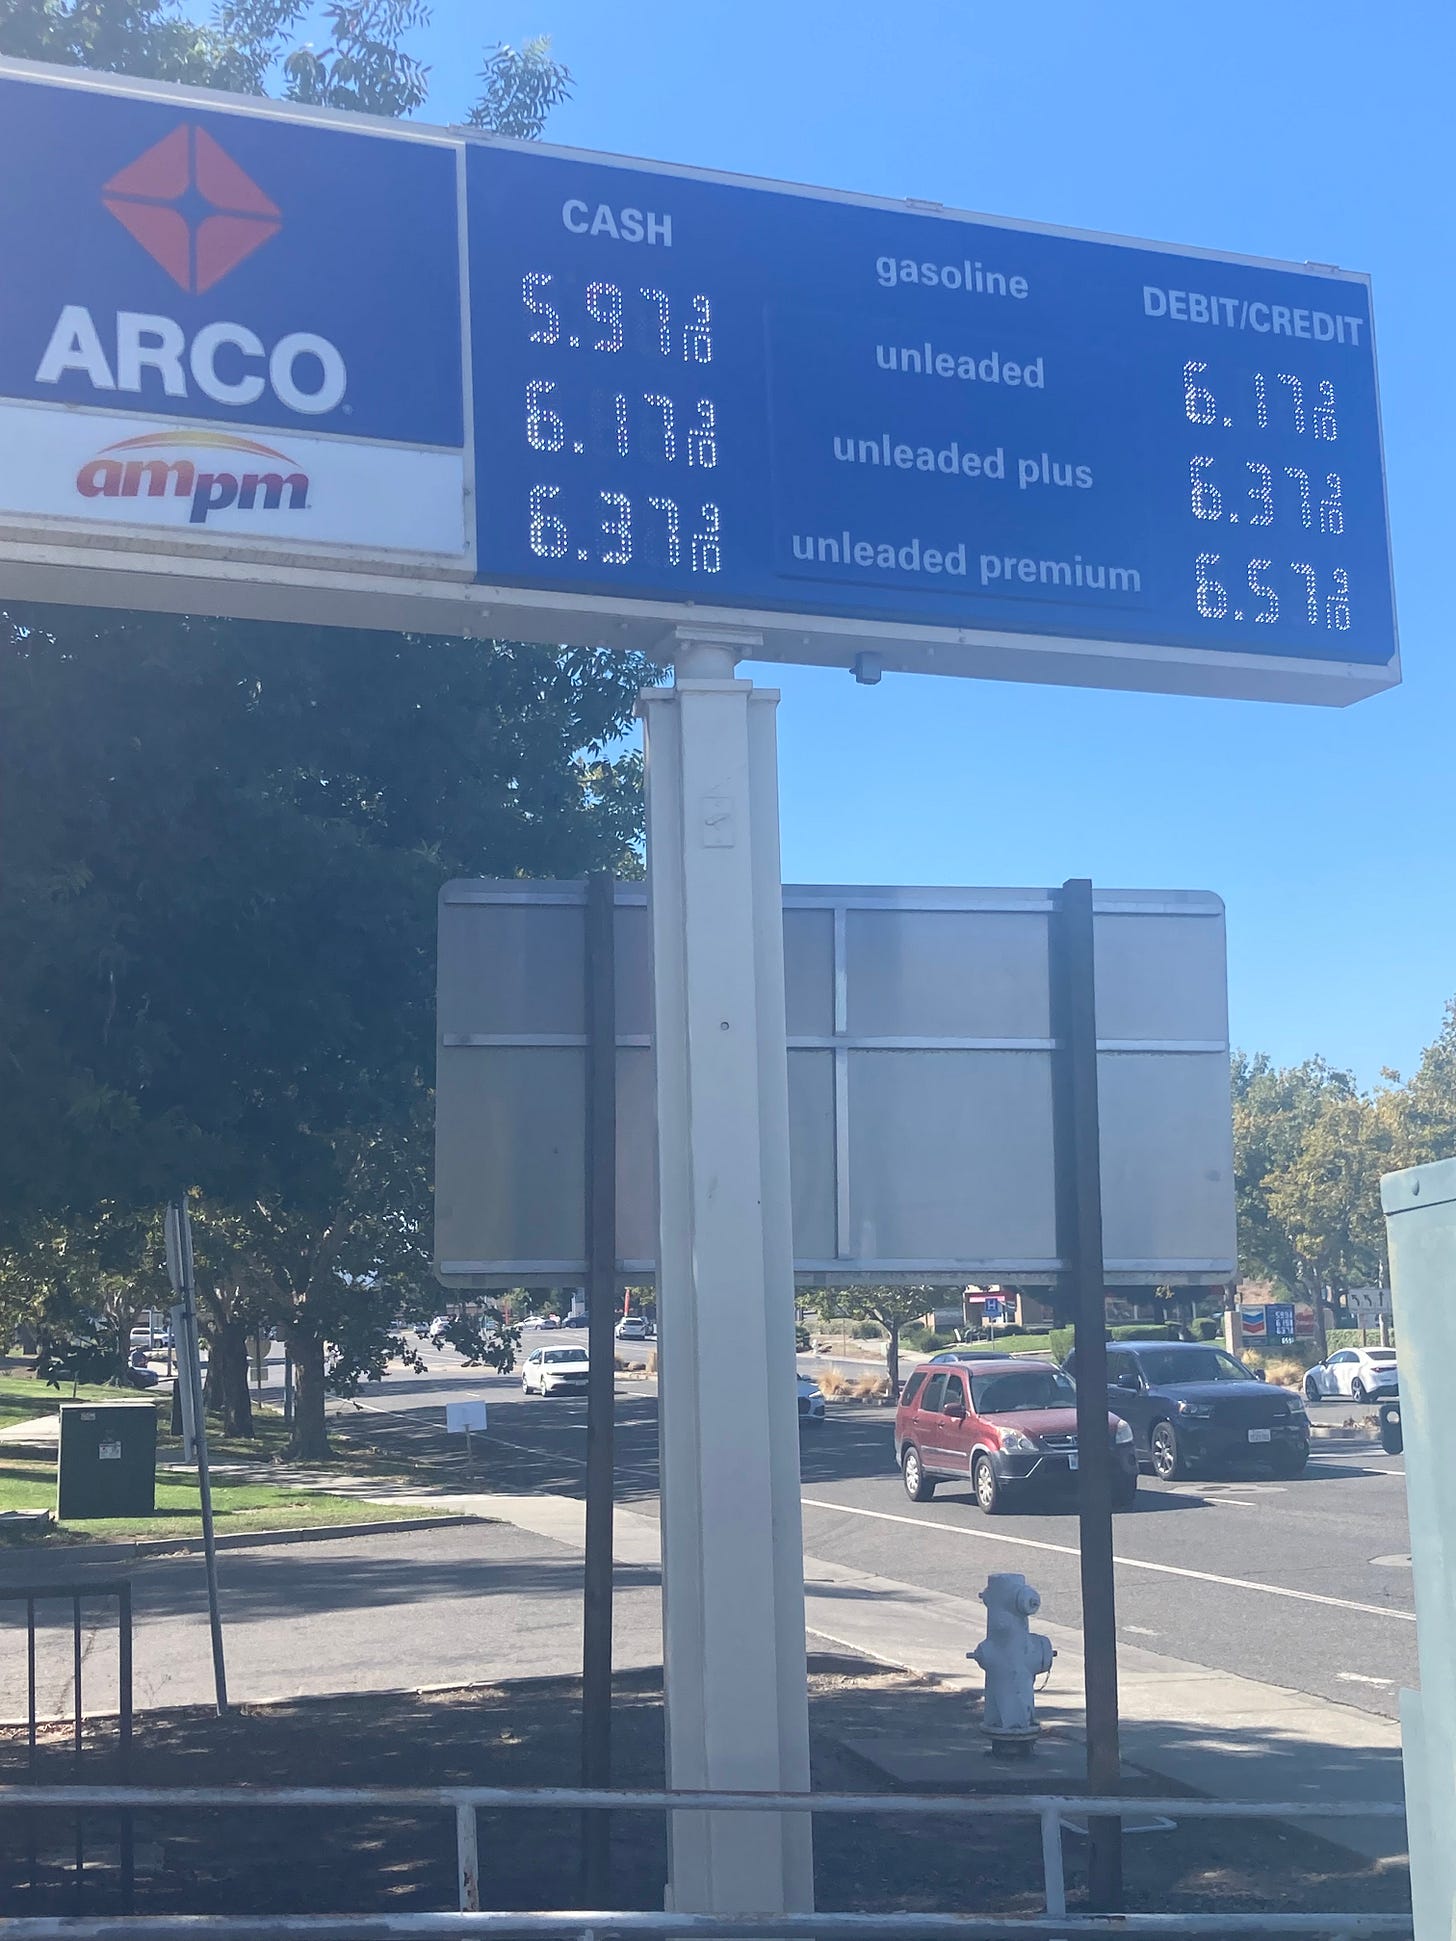 ARCO
ampm
CASH gasoline DEBIT/CREDIT
5.97 9/10 unleaded 6.17 9/10
6.17 9/10 unleaded plus 6.37 9/10
6.37 9/10 unleaded premium 6.57 9/10